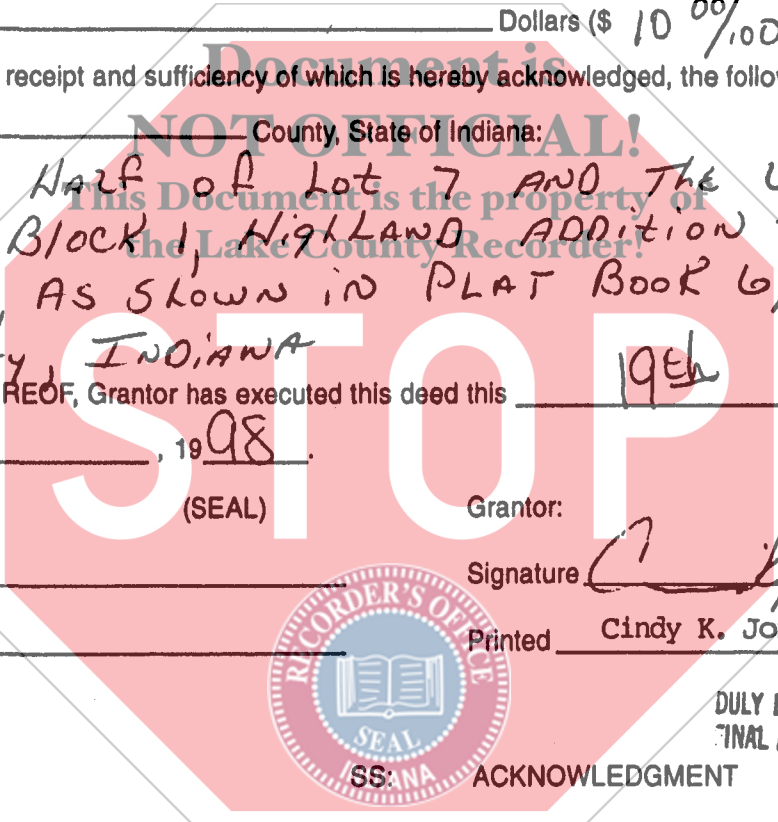 Dollars ($ 10 00/100
Document is
receipt and sufficiency of which is hereby acknowledged, the follow
NOT OFFICIAL!
County, State of Indiana:
Half of Lot 7 AND The
This Document is the property of
Block 1, HighLAND ADDition
the Lake County Recorder!
AS Shown iN PLAT Book 6,
y, INDiANA
REOF, Grantor has executed this deed this 19th
STOP
, 1998.
(SEAL)
Grantor:
Signature
RECORDER'S OFFICE
Printed Cindy K. Jo
DULY
FINAL
SEAL
INDIANA
SS: ACKNOWLEDGMENT